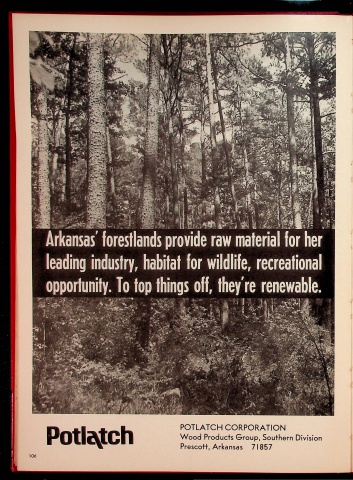 Arkansas' forestlands provide raw material for her
leading industry, habitat for wildlife, recreational
opportunity. To top things off, they're renewable.
Potlatch
POTLATCH CORPORATION
Wood Products Group, Southern Division
Prescott, Arkansas 71857
106